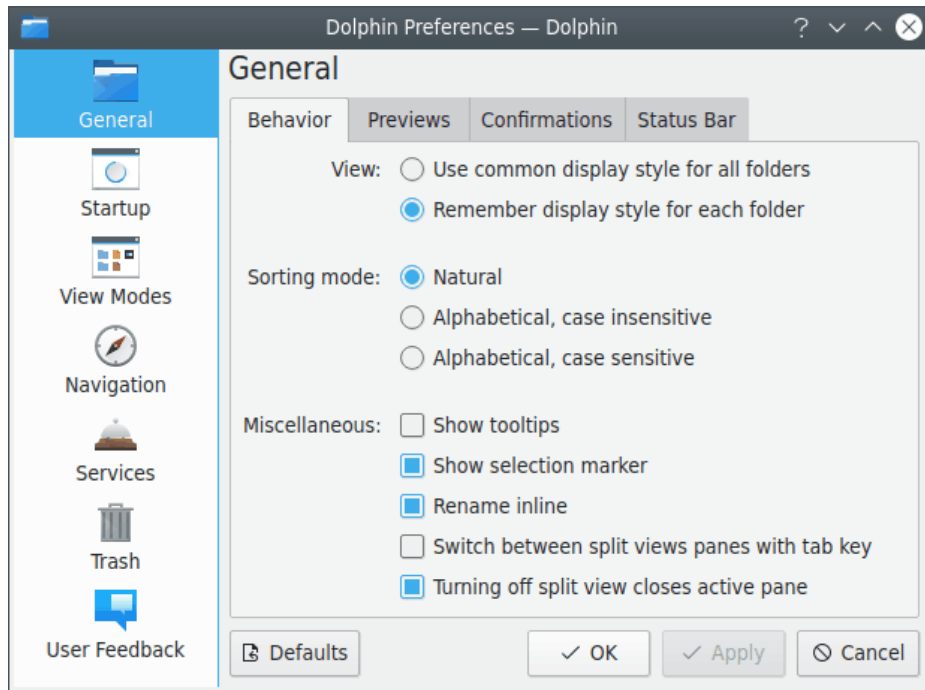 Dolphin Preferences — Dolphin
General
Startup
View Modes
Navigation
Services
Trash
User Feedback
General
Behavior Previews Confirmations Status Bar
View: Use common display style for all folders
Remember display style for each folder
Sorting mode: Natural
Alphabetical, case insensitive
Alphabetical, case sensitive
Miscellaneous: Show tooltips
Show selection marker
Rename inline
Switch between split views panes with tab key
Turning off split view closes active pane
Defaults OK Apply Cancel